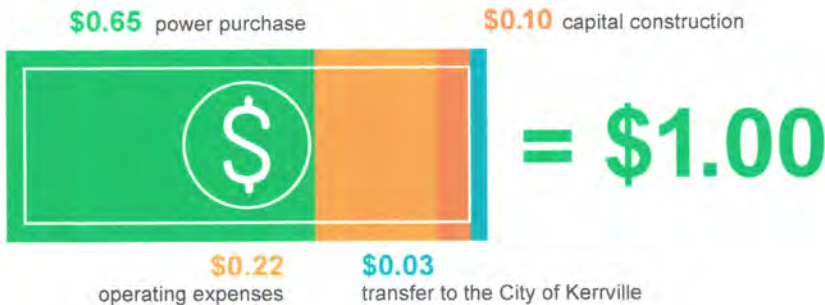 $0.65 power purchase
$0.10 capital construction
$
= $1.00
$0.22
operating expenses
$0.03
transfer to the City of Kerrville